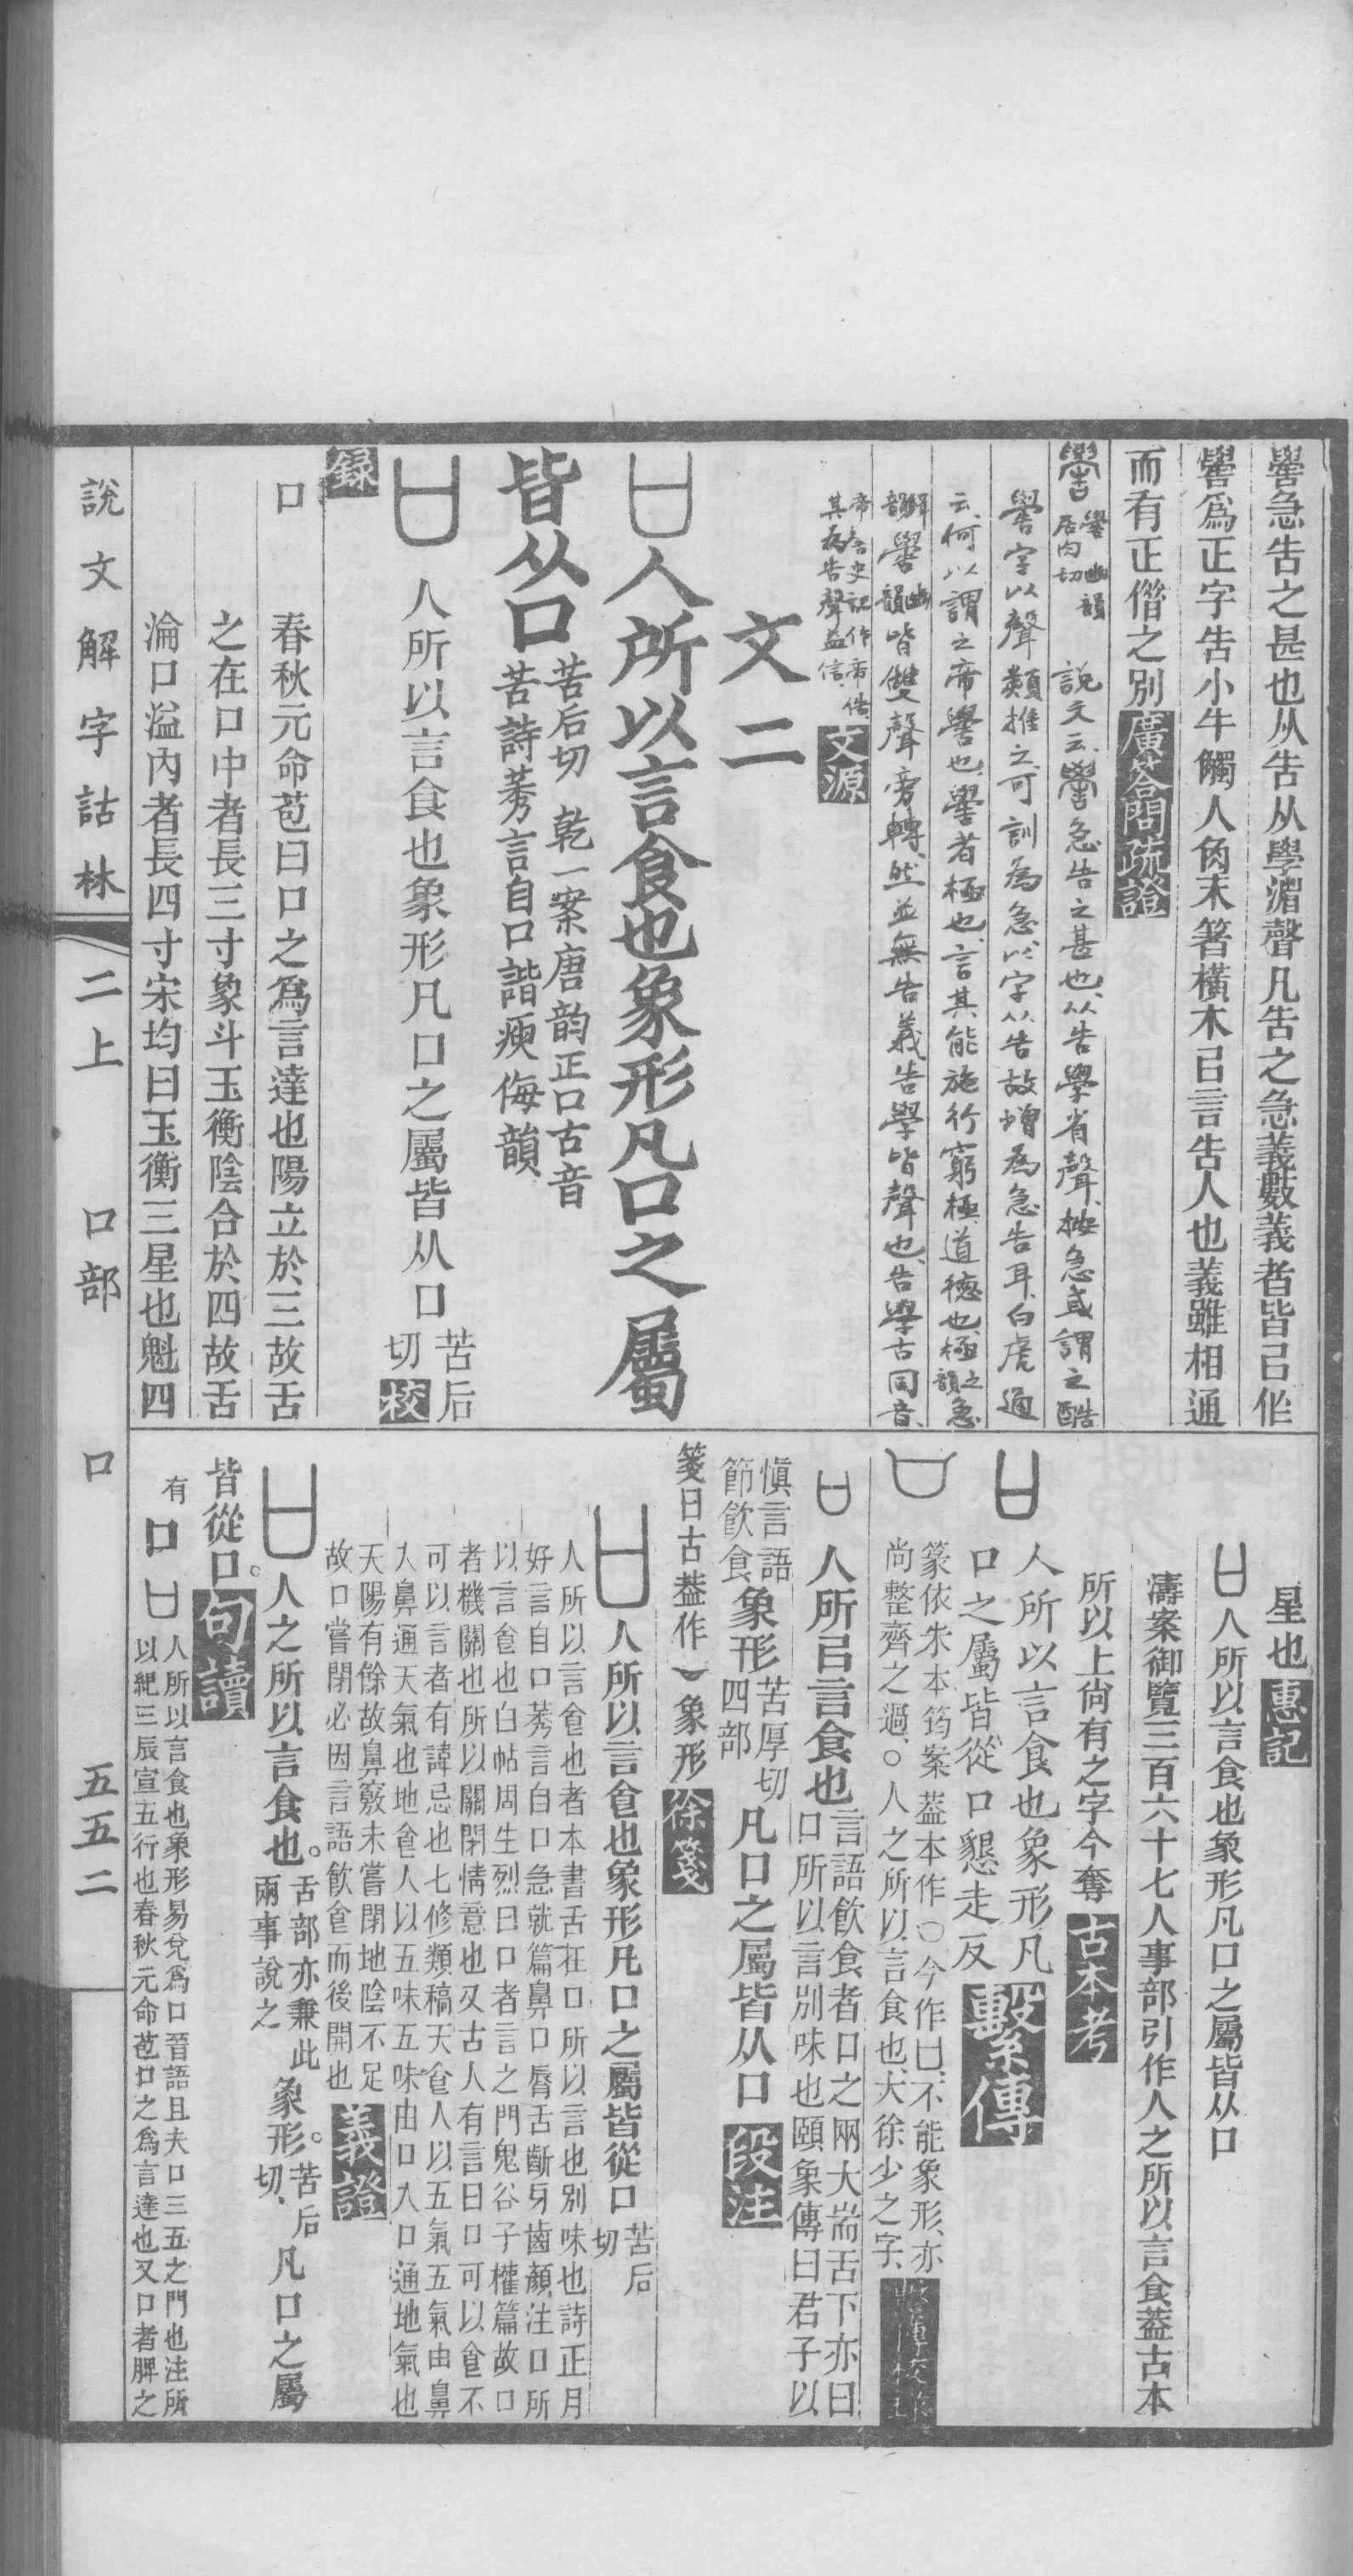 嚳急告之甚也从告从學渻聲凡告之急義數義者皆㠯作
嚳爲正字告小牛觸人角末箸橫木㠯言告人也義雖相通
而有正僭之別廣荅問疏證
嚳 嚳幽韻居肉切 說文云、嚳急告之甚也、从告學省聲、按急或謂之酷
嚳字以聲類推之、可訓爲急、以字从告、故增爲急告耳、白虎通
云、何以謂之帝嚳也、嚳者極也、言其能施行窮極道德也、極之韻急
韻嚳幽韻皆雙聲旁轉、然並無告義、告學皆聲也、告學古同音、
帝嚳史記作帝俈其爲告聲益信、文源
文二
口人所以言食也象形凡口之屬
皆从口苦后切 乾一案唐韵正口古音苦詩莠言自口諧瘐侮韻、
口 人所以言食也象形凡口之屬皆从口苦后切校
錄
口
春秋元命苞曰口之爲言達也陽立於三故舌
之在口中者長三寸象斗玉衡陰合於四故舌
淪口溢內者長四寸宋均曰玉衡三星也魁四
說文解字詁林 二上 口部 口 五五二
星也惠記
口人所以言食也象形凡口之屬皆从口
濤案御覽三百六十七人事部引作人之所以言食葢古本
所以上尙有之字今奪古本考
口 人所以言食也象形凡
口之屬皆從口懇走反繫傳
口 篆依朱本筠案葢本作〇今作凵、不能象形、亦
尚整齊之過、〇人之所以言食也、大徐少之字、
口 人所㠯言食也言語飮食者口之兩大耑舌下亦曰
口所以言別味也頤象傳曰君子以
愼言語節飮食象形苦厚切四部凡口之屬皆从口段注
箋曰古葢作象形徐箋
口人所以言食也象形凡口之屬皆從口苦后切
人所以言食也者本書舌在口所以言也別味也詩正月
好言自口莠言自口急就篇鼻口脣舌齗牙齒顏注口所
以言食也白帖周生烈曰口者言之門鬼谷子權篇故口
者機關也所以關閉情意也又古人有言曰口可以食不
可以言者有諱忌也七修類稿天食人以五氣五氣由鼻
入鼻通天氣也地食人以五味五味由口入口通地氣也
天陽有餘故鼻竅未嘗閉地陰不足
故口嘗閉必因言語飮食而後開也義證
口人之所以言食也。舌部亦兼此兩事說之象形。苦后切、凡口之屬
皆從口。句讀
有口 口人所以言食也象形易兌爲口晉語且夫口三五之門也注所
以紀三辰宣五行也春秋元命苞口之爲言達也又口者脾之